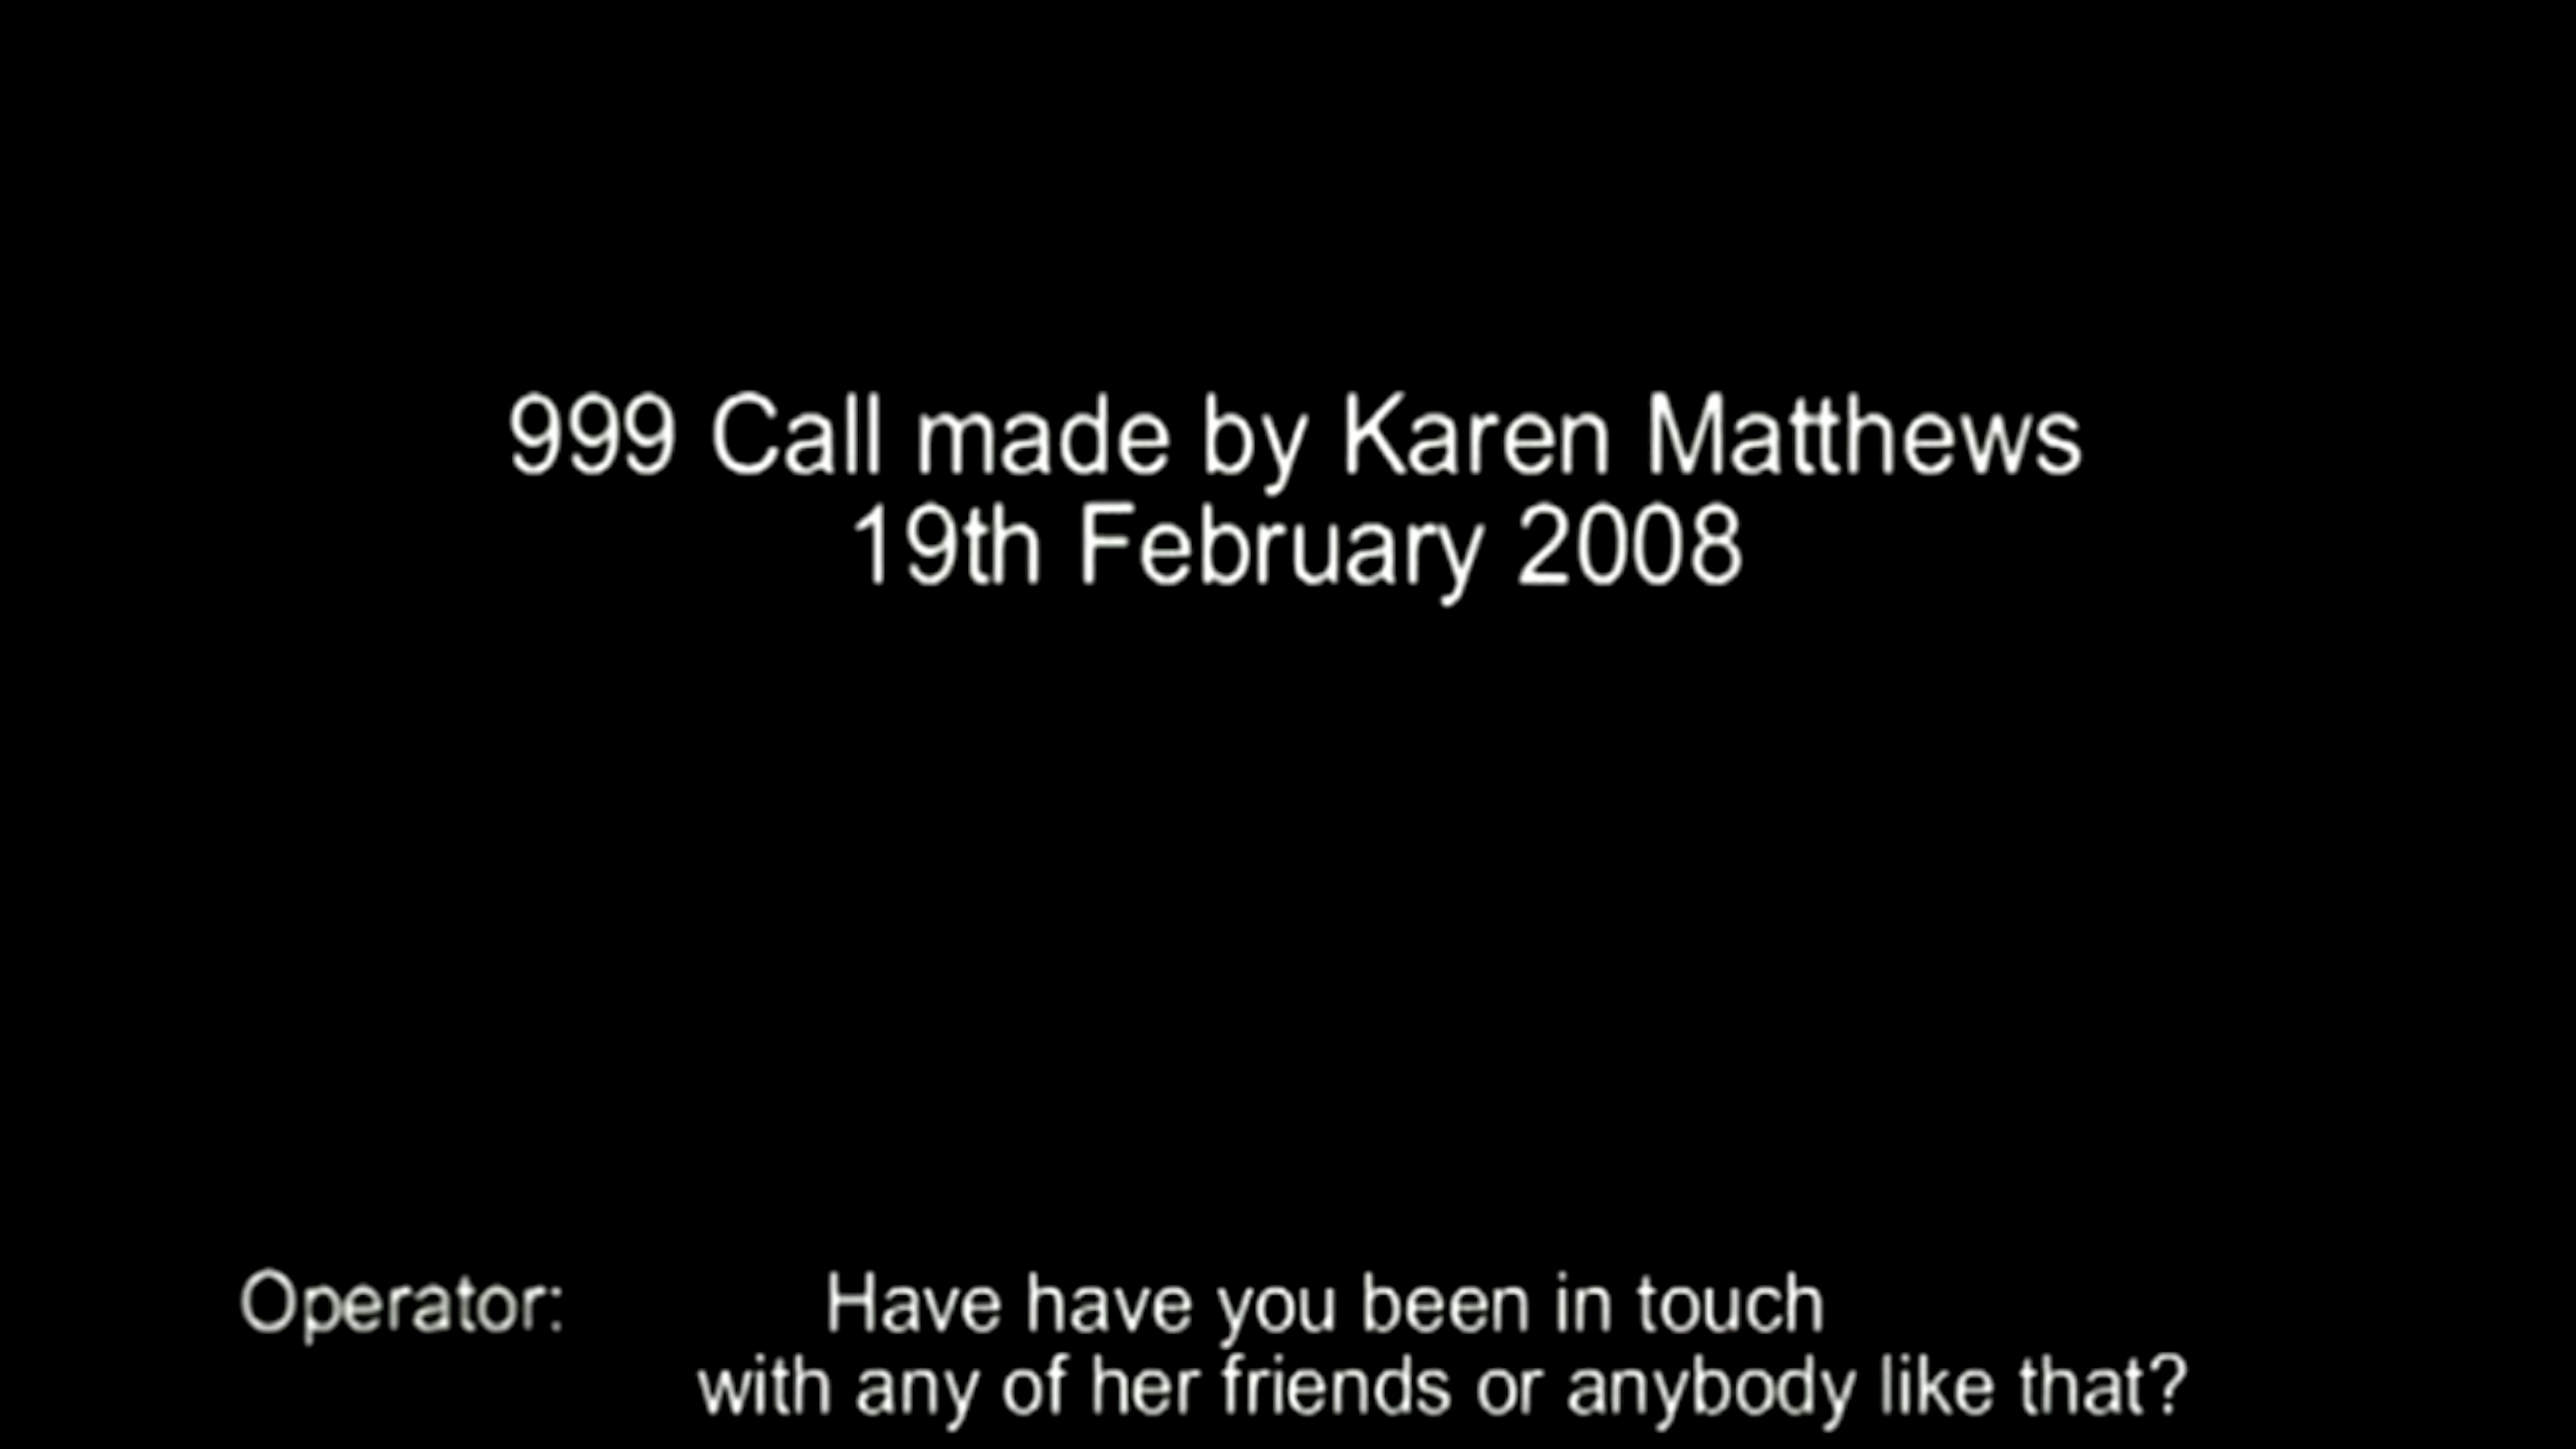 999 Call made by Karen Matthews
19th February 2008
Operator: Have have you been in touch
with any of her friends or anybody like that?